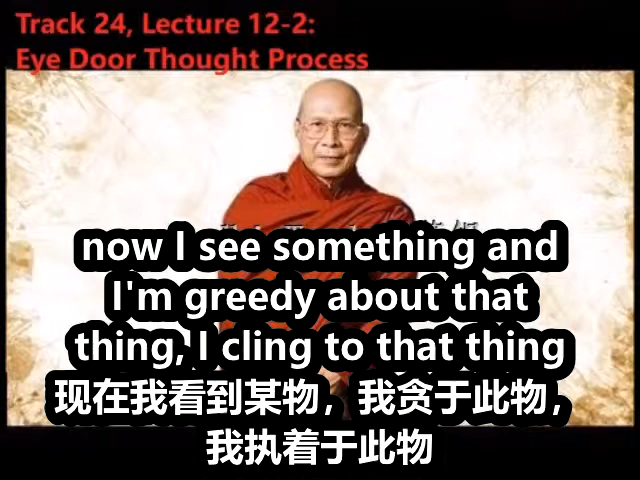 Track 24, Lecture 12-2:
Eye Door Thought Process
now I see something and
I'm greedy about that
thing, I cling to that thing
现在我看到某物，我贪于此物，
我执着于此物